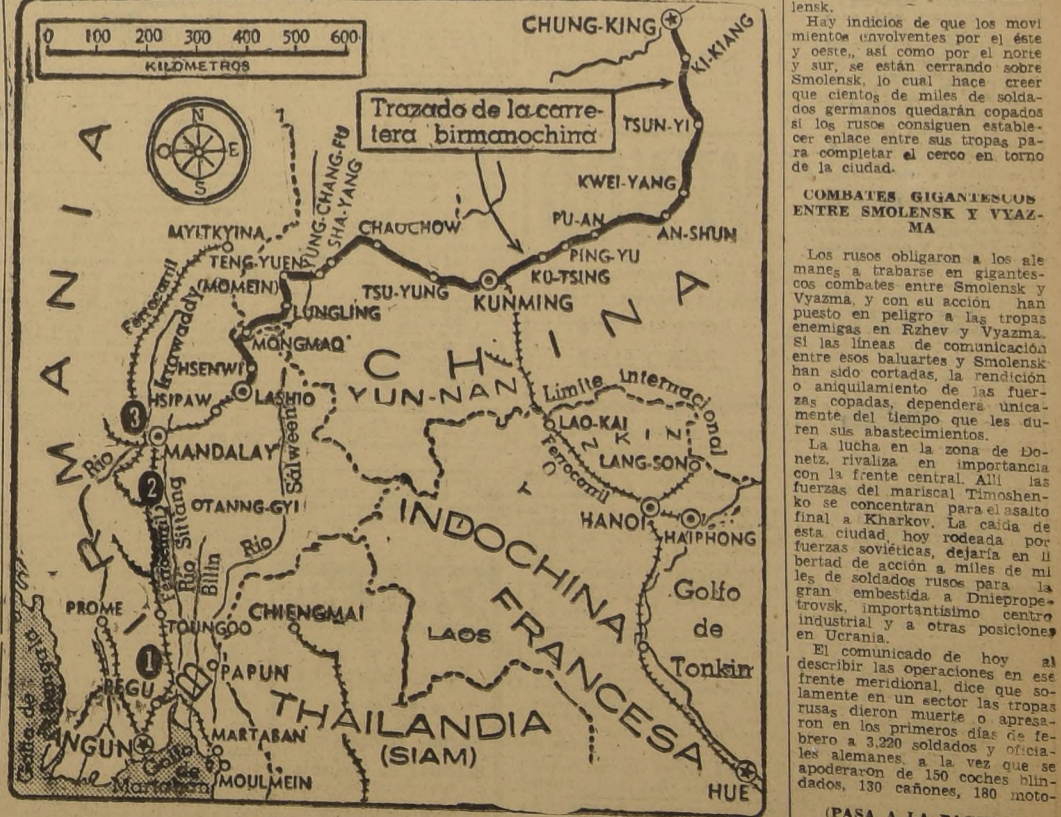 0 100 200 300 400 500 600
KILOMETROS
N
O E
S
Trazado de la carre-
tera birmanochina
CHUNG-KING
KI-KIANG
TSUN-YI
KWEI-YANG
AN-SHUN
PU-AN
PING-YU
KU-TSING
KUNMING
TSU-YUNG
CHAOCHOW
YUNG-CHANG-FU
SHA-YANG
MYITKYINA
TENG-YUEN
(MOMEIN)
LUNGLING
MONGMAO
HSENWI
LASHIO
HSIPAW
Ferrocarril
Irrawaddy
CHINA
YUN-NAN
Limite internacional
LAO-KAI
Ferrocarril
LANG-SON
TONKIN
HANOI
HAIPHONG
Golfo
de
Tonkin
3
MANDALAY
Rio
2
OTANNG-GYI
Salween
Rio
Ferrocarril
Rio Sittang
Rio
Bilin
BIRMANIA
INDOCHINA
FRANCESA
PROME
TOUNGOO
CHIENGMAI
LAOS
1
PEGU
PAPUN
THAILANDIA
(SIAM)
MARTABAN
MOULMEIN
NGUN
Golfo
Martaban
Golfo de
HUE
lensk.
Hay indicios de que los movi
mientos envolventes por el éste
y oeste,, así como por el norte
y sur, se están cerrando sobre
Smolensk, lo cual hace creer
que cientos de miles de solda-
dos germanos quedarán copados
si los rusos consiguen estable-
cer enlace entre sus tropas pa-
ra completar el cerco en torno
de la ciudad.
COMBATES GIGANTESCOS
ENTRE SMOLENSK Y VYAZ-
MA
Los rusos obligaron a los ale
manes a trabarse en gigantes-
cos combates entre Smolensk y
Vyazma, y con su acción han
puesto en peligro a las tropas
enemigas en Rzhev y Vyazma.
Si las líneas de comunicación
entre esos baluartes y Smolensk
han sido cortadas, la rendición
o aniquilamiento de las fuer-
zas copadas, dependerá única-
mente del tiempo que les du-
ren sus abastecimientos.
La lucha en la zona de Do-
netz, rivaliza en importancia
con la frente central. Allí las
fuerzas del mariscal Timoshen-
ko se concentran para el asalto
final a Kharkov. La caída de
esta ciudad, hoy rodeada por
fuerzas soviéticas, dejaría en li
bertad de acción a miles de mi
les de soldados rusos para la
gran embestida a Dnieprope-
trovsk, importantísimo centro
industrial y a otras posiciones
en Ucrania.
El comunicado de hoy al
describir las operaciones en ese
frente meridional, dice que so-
lamente en un sector las tropas
rusas dieron muerte o apresa-
ron en los primeros días de fe-
brero a 3,220 soldados y oficia-
les alemanes, a la vez que se
apoderaron de 150 coches blin-
dados, 130 cañones, 180 moto-
(PASA A LA